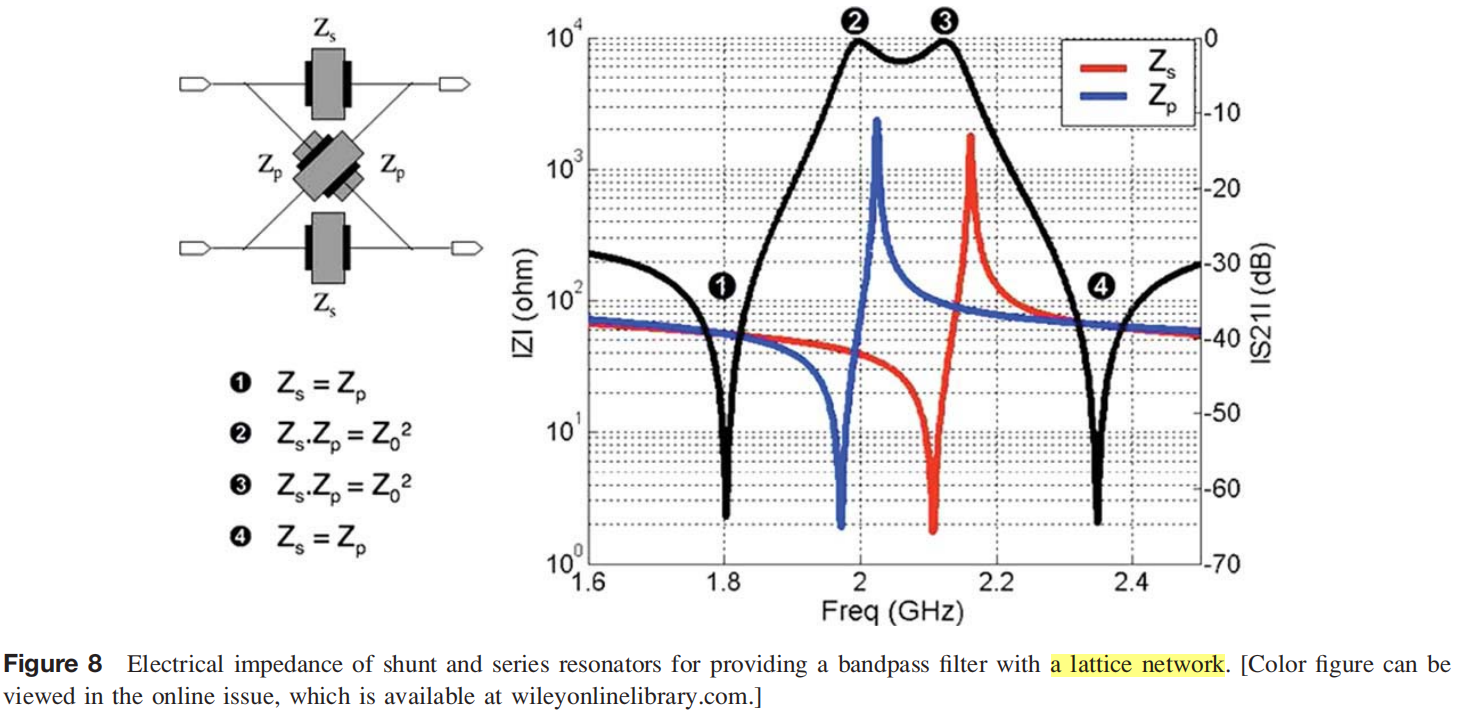 Zs
Zp Zp
Zs
❶ Zs = Zp
❷ Zs.Zp = Z0²
❸ Zs.Zp = Z0²
❹ Zs = Zp
❷ ❸
10⁴
10³
10²
10¹
10⁰
|Z| (ohm)
❶ ❹
Zs
Zp
0
-10
-20
-30
-40
-50
-60
-70
|S21| (dB)
1.6 1.8 2 2.2 2.4
Freq (GHz)
Figure 8 Electrical impedance of shunt and series resonators for providing a bandpass filter with a lattice network. [Color figure can be
viewed in the online issue, which is available at wileyonlinelibrary.com.]